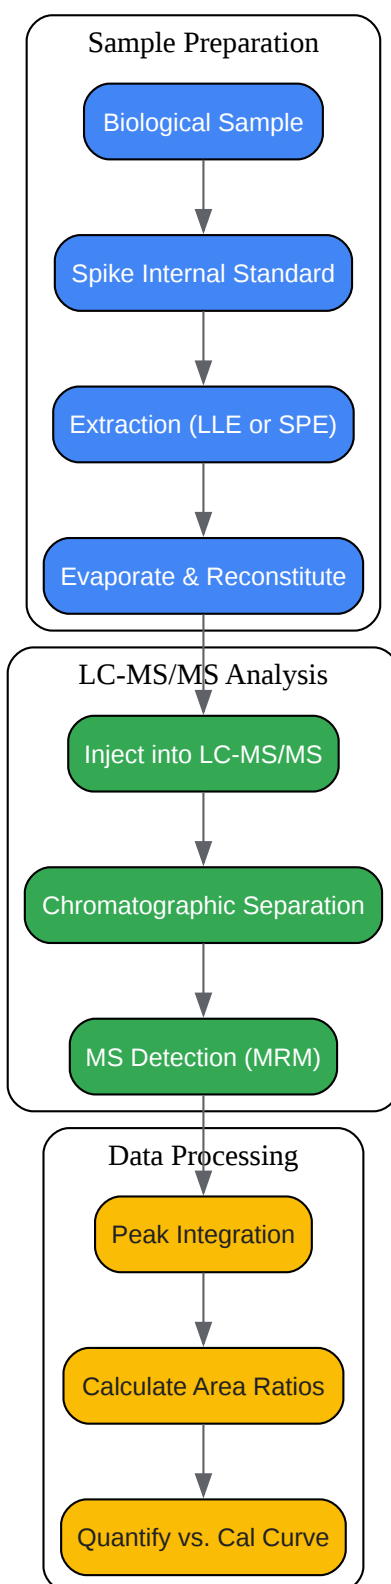 Sample Preparation
Biological Sample
Spike Internal Standard
Extraction (LLE or SPE)
Evaporate & Reconstitute
LC-MS/MS Analysis
Inject into LC-MS/MS
Chromatographic Separation
MS Detection (MRM)
Data Processing
Peak Integration
Calculate Area Ratios
Quantify vs. Cal Curve